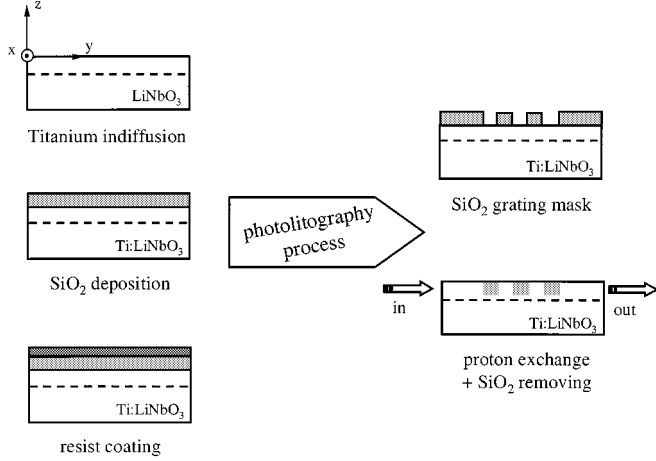 z
x
y
LiNbO₃
Titanium indiffusion
Ti:LiNbO₃
SiO₂ deposition
Ti:LiNbO₃
resist coating
photolitography
process
Ti:LiNbO₃
SiO₂ grating mask
in
out
Ti:LiNbO₃
proton exchange
+ SiO₂ removing